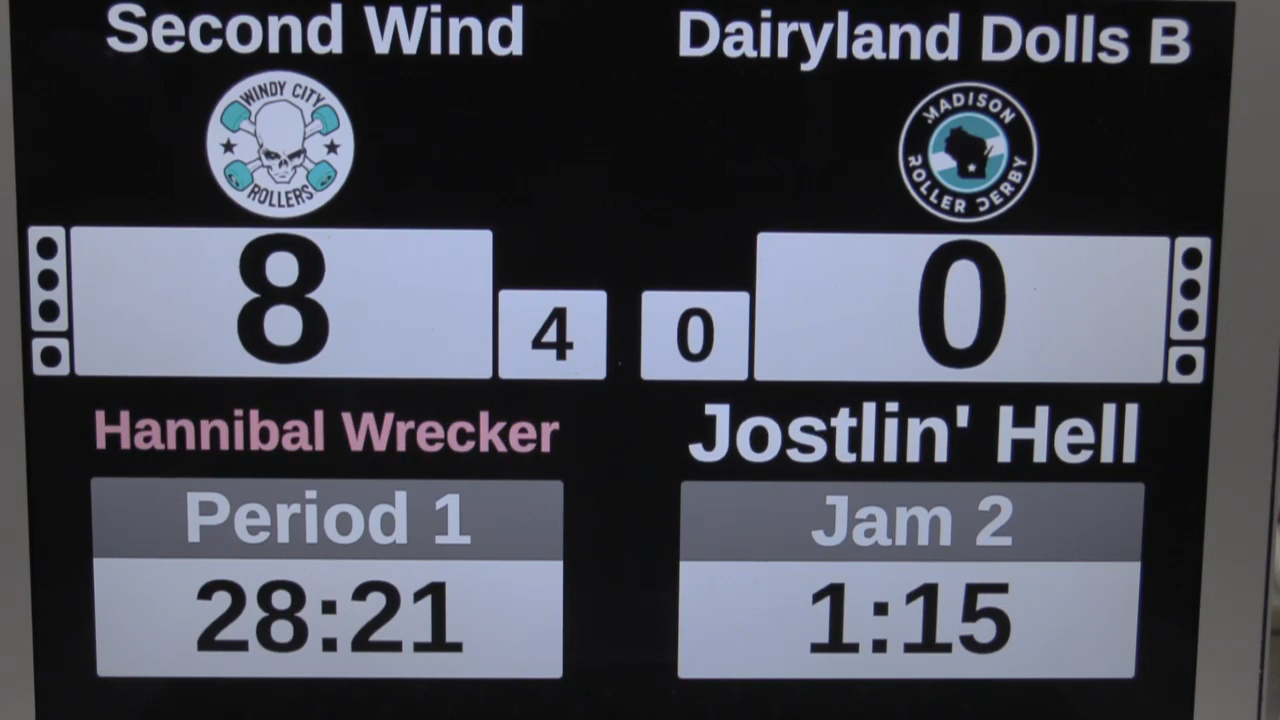 Second Wind
Dairyland Dolls B
WINDY CITY
ROLLERS
MADISON
ROLLER DERBY
8
4
0
0
Hannibal Wrecker
Jostlin' Hell
Period 1
Jam 2
28:21
1:15